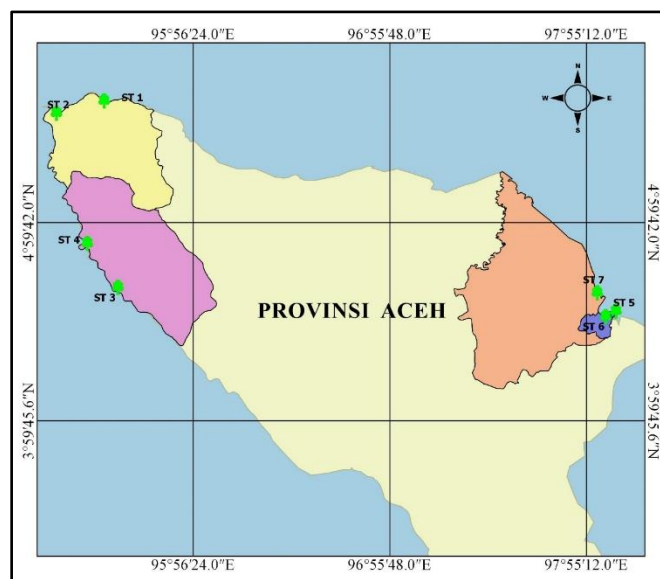 95°56'24.0"E 96°55'48.0"E 97°55'12.0"E
N
W E
S
ST 1
ST 2
4°59'42.0"N 4°59'42.0"N
ST 4
ST 3
ST 7
ST 5
PROVINSI ACEH
ST 6
3°59'45.6"N 3°59'45.6"N
95°56'24.0"E 96°55'48.0"E 97°55'12.0"E